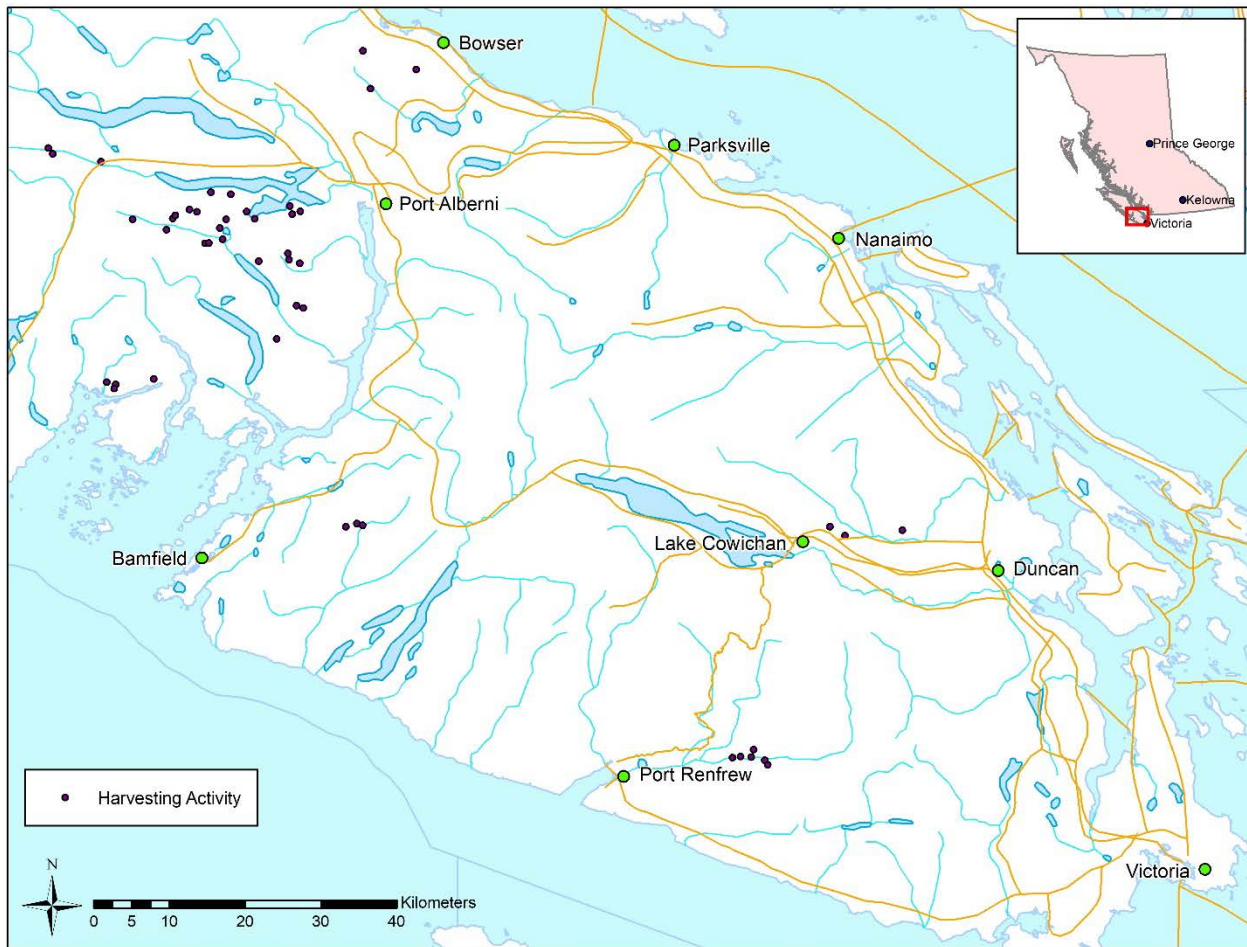 Bowser
Parksville
Prince George
Kelowna
Victoria
Port Alberni
Nanaimo
Lake Cowichan
Bamfield
Duncan
Port Renfrew
Harvesting Activity
Victoria
N
Kilometers
0 5 10 20 30 40